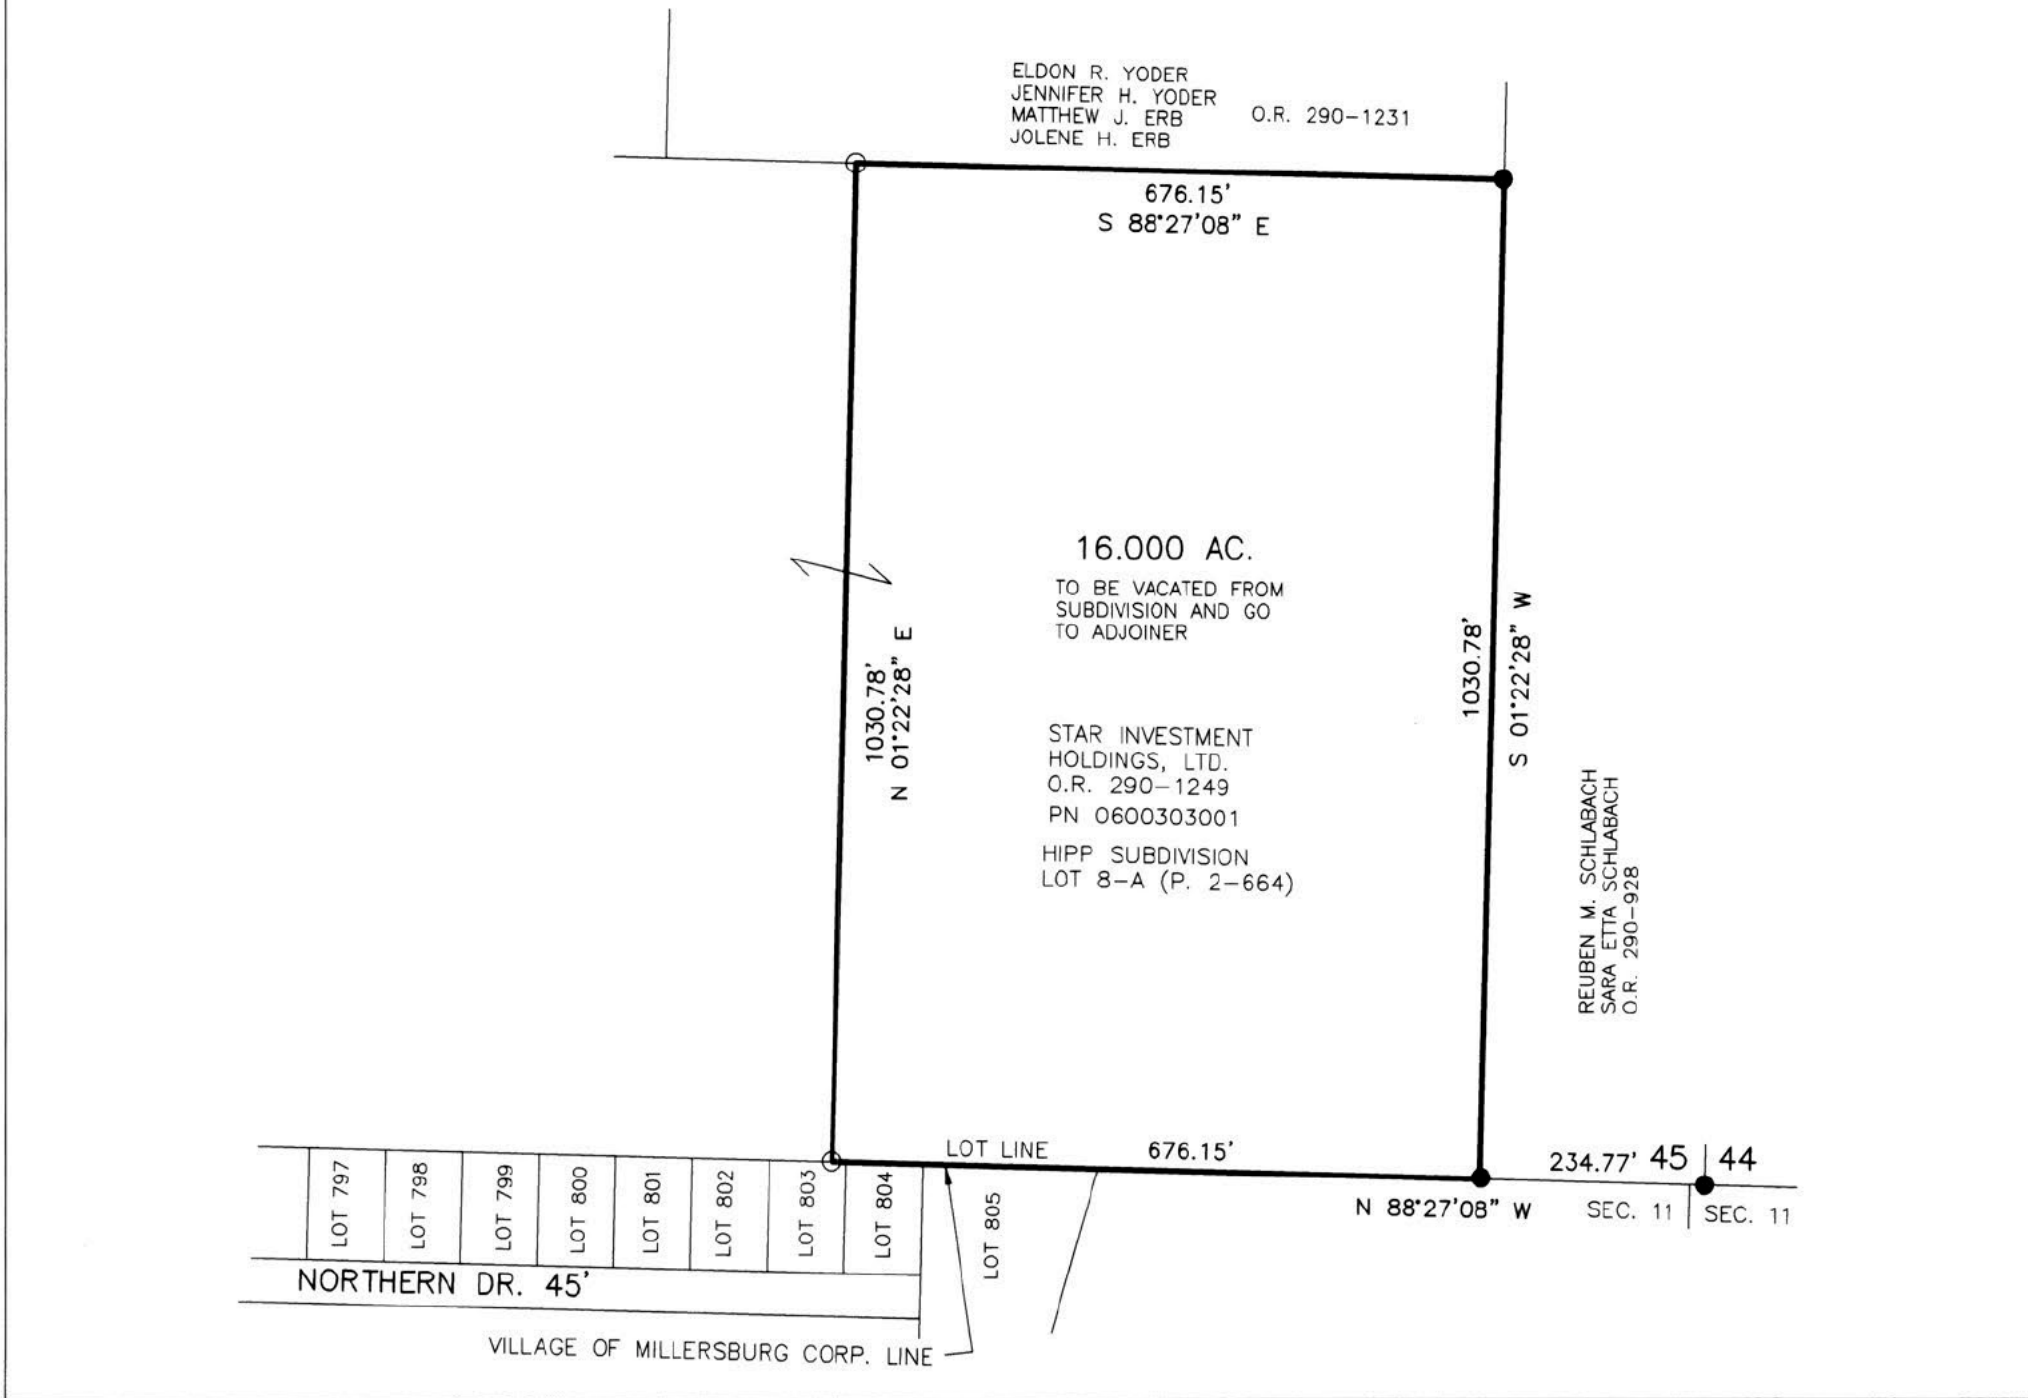 ELDON R. YODER
JENNIFER H. YODER
MATTHEW J. ERB
JOLENE H. ERB
O.R. 290-1231
676.15'
S 88°27'08" E
16.000 AC.
TO BE VACATED FROM
SUBDIVISION AND GO
TO ADJOINER
1030.78'
N 01°22'28" E
1030.78'
S 01°22'28" W
STAR INVESTMENT
HOLDINGS, LTD.
O.R. 290-1249
PN 0600303001
HIPP SUBDIVISION
LOT 8-A (P. 2-664)
REUBEN M. SCHLABACH
SARA ETTA SCHLABACH
O.R. 290-928
LOT LINE
676.15'
234.77' 45 44
N 88°27'08" W
SEC. 11 SEC. 11
LOT 797
LOT 798
LOT 799
LOT 800
LOT 801
LOT 802
LOT 803
LOT 804
LOT 805
NORTHERN DR. 45'
VILLAGE OF MILLERSBURG CORP. LINE